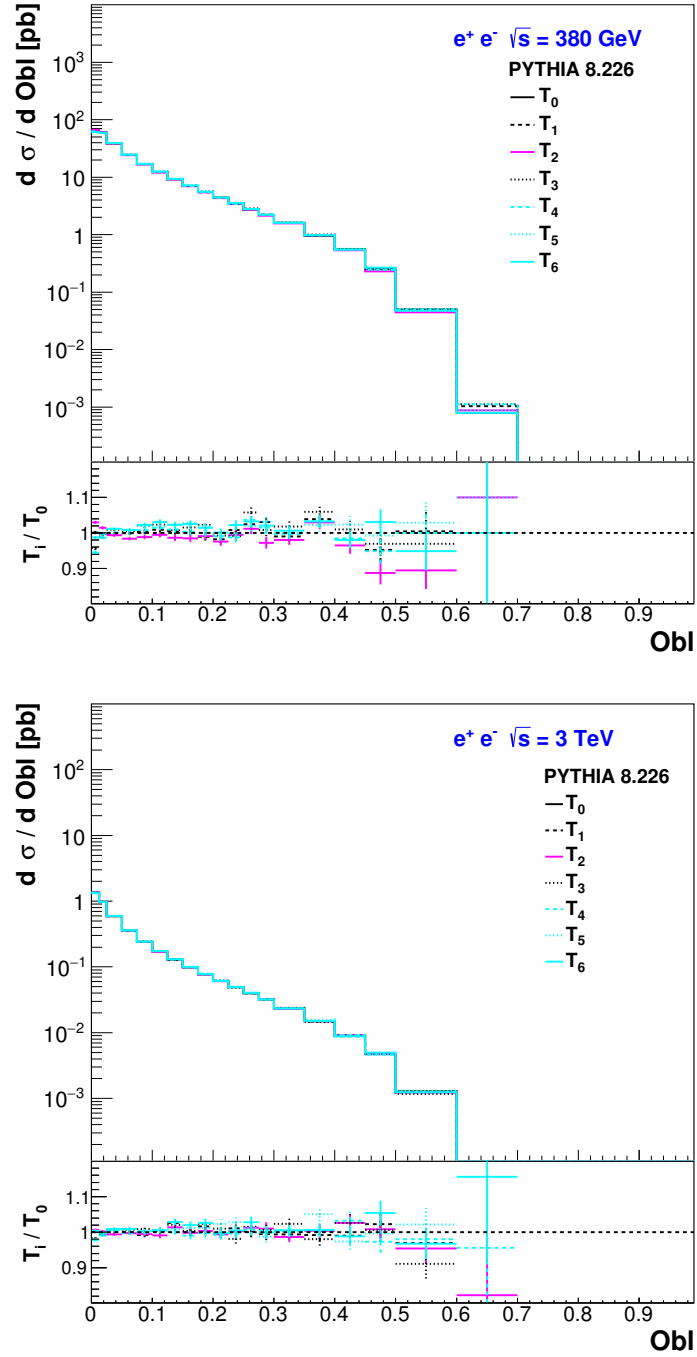 e⁺ e⁻ √s = 380 GeV
PYTHIA 8.226
T₀
T₁
T₂
T₃
T₄
T₅
T₆
d σ / d Obl [pb]
10³
10²
10
1
10⁻¹
10⁻²
10⁻³
Tᵢ / T₀
1.1
1
0.9
0 0.1 0.2 0.3 0.4 0.5 0.6 0.7 0.8 0.9
Obl
e⁺ e⁻ √s = 3 TeV
PYTHIA 8.226
T₀
T₁
T₂
T₃
T₄
T₅
T₆
d σ / d Obl [pb]
10²
10
1
10⁻¹
10⁻²
10⁻³
Tᵢ / T₀
1.1
1
0.9
0 0.1 0.2 0.3 0.4 0.5 0.6 0.7 0.8 0.9
Obl